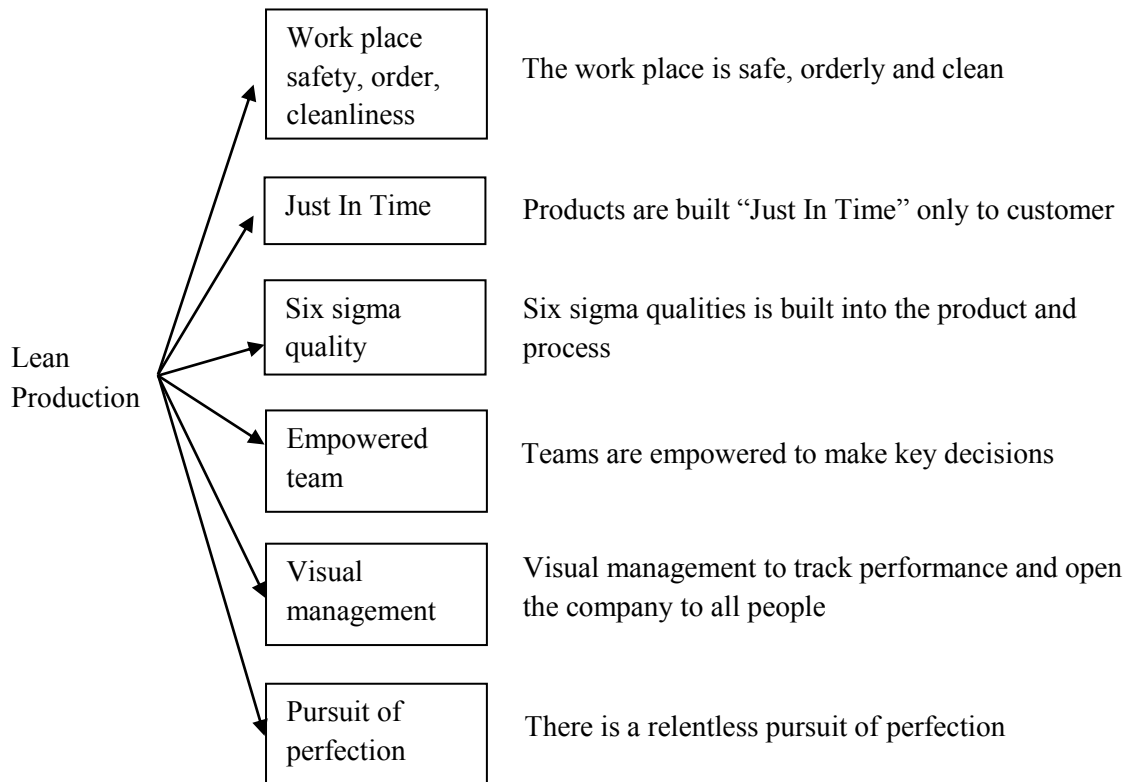 Work place
safety, order,
cleanliness
The work place is safe, orderly and clean
Just In Time
Products are built “Just In Time” only to customer
Six sigma
quality
Six sigma qualities is built into the product and
process
Lean
Production
Empowered
team
Teams are empowered to make key decisions
Visual
management
Visual management to track performance and open
the company to all people
Pursuit of
perfection
There is a relentless pursuit of perfection